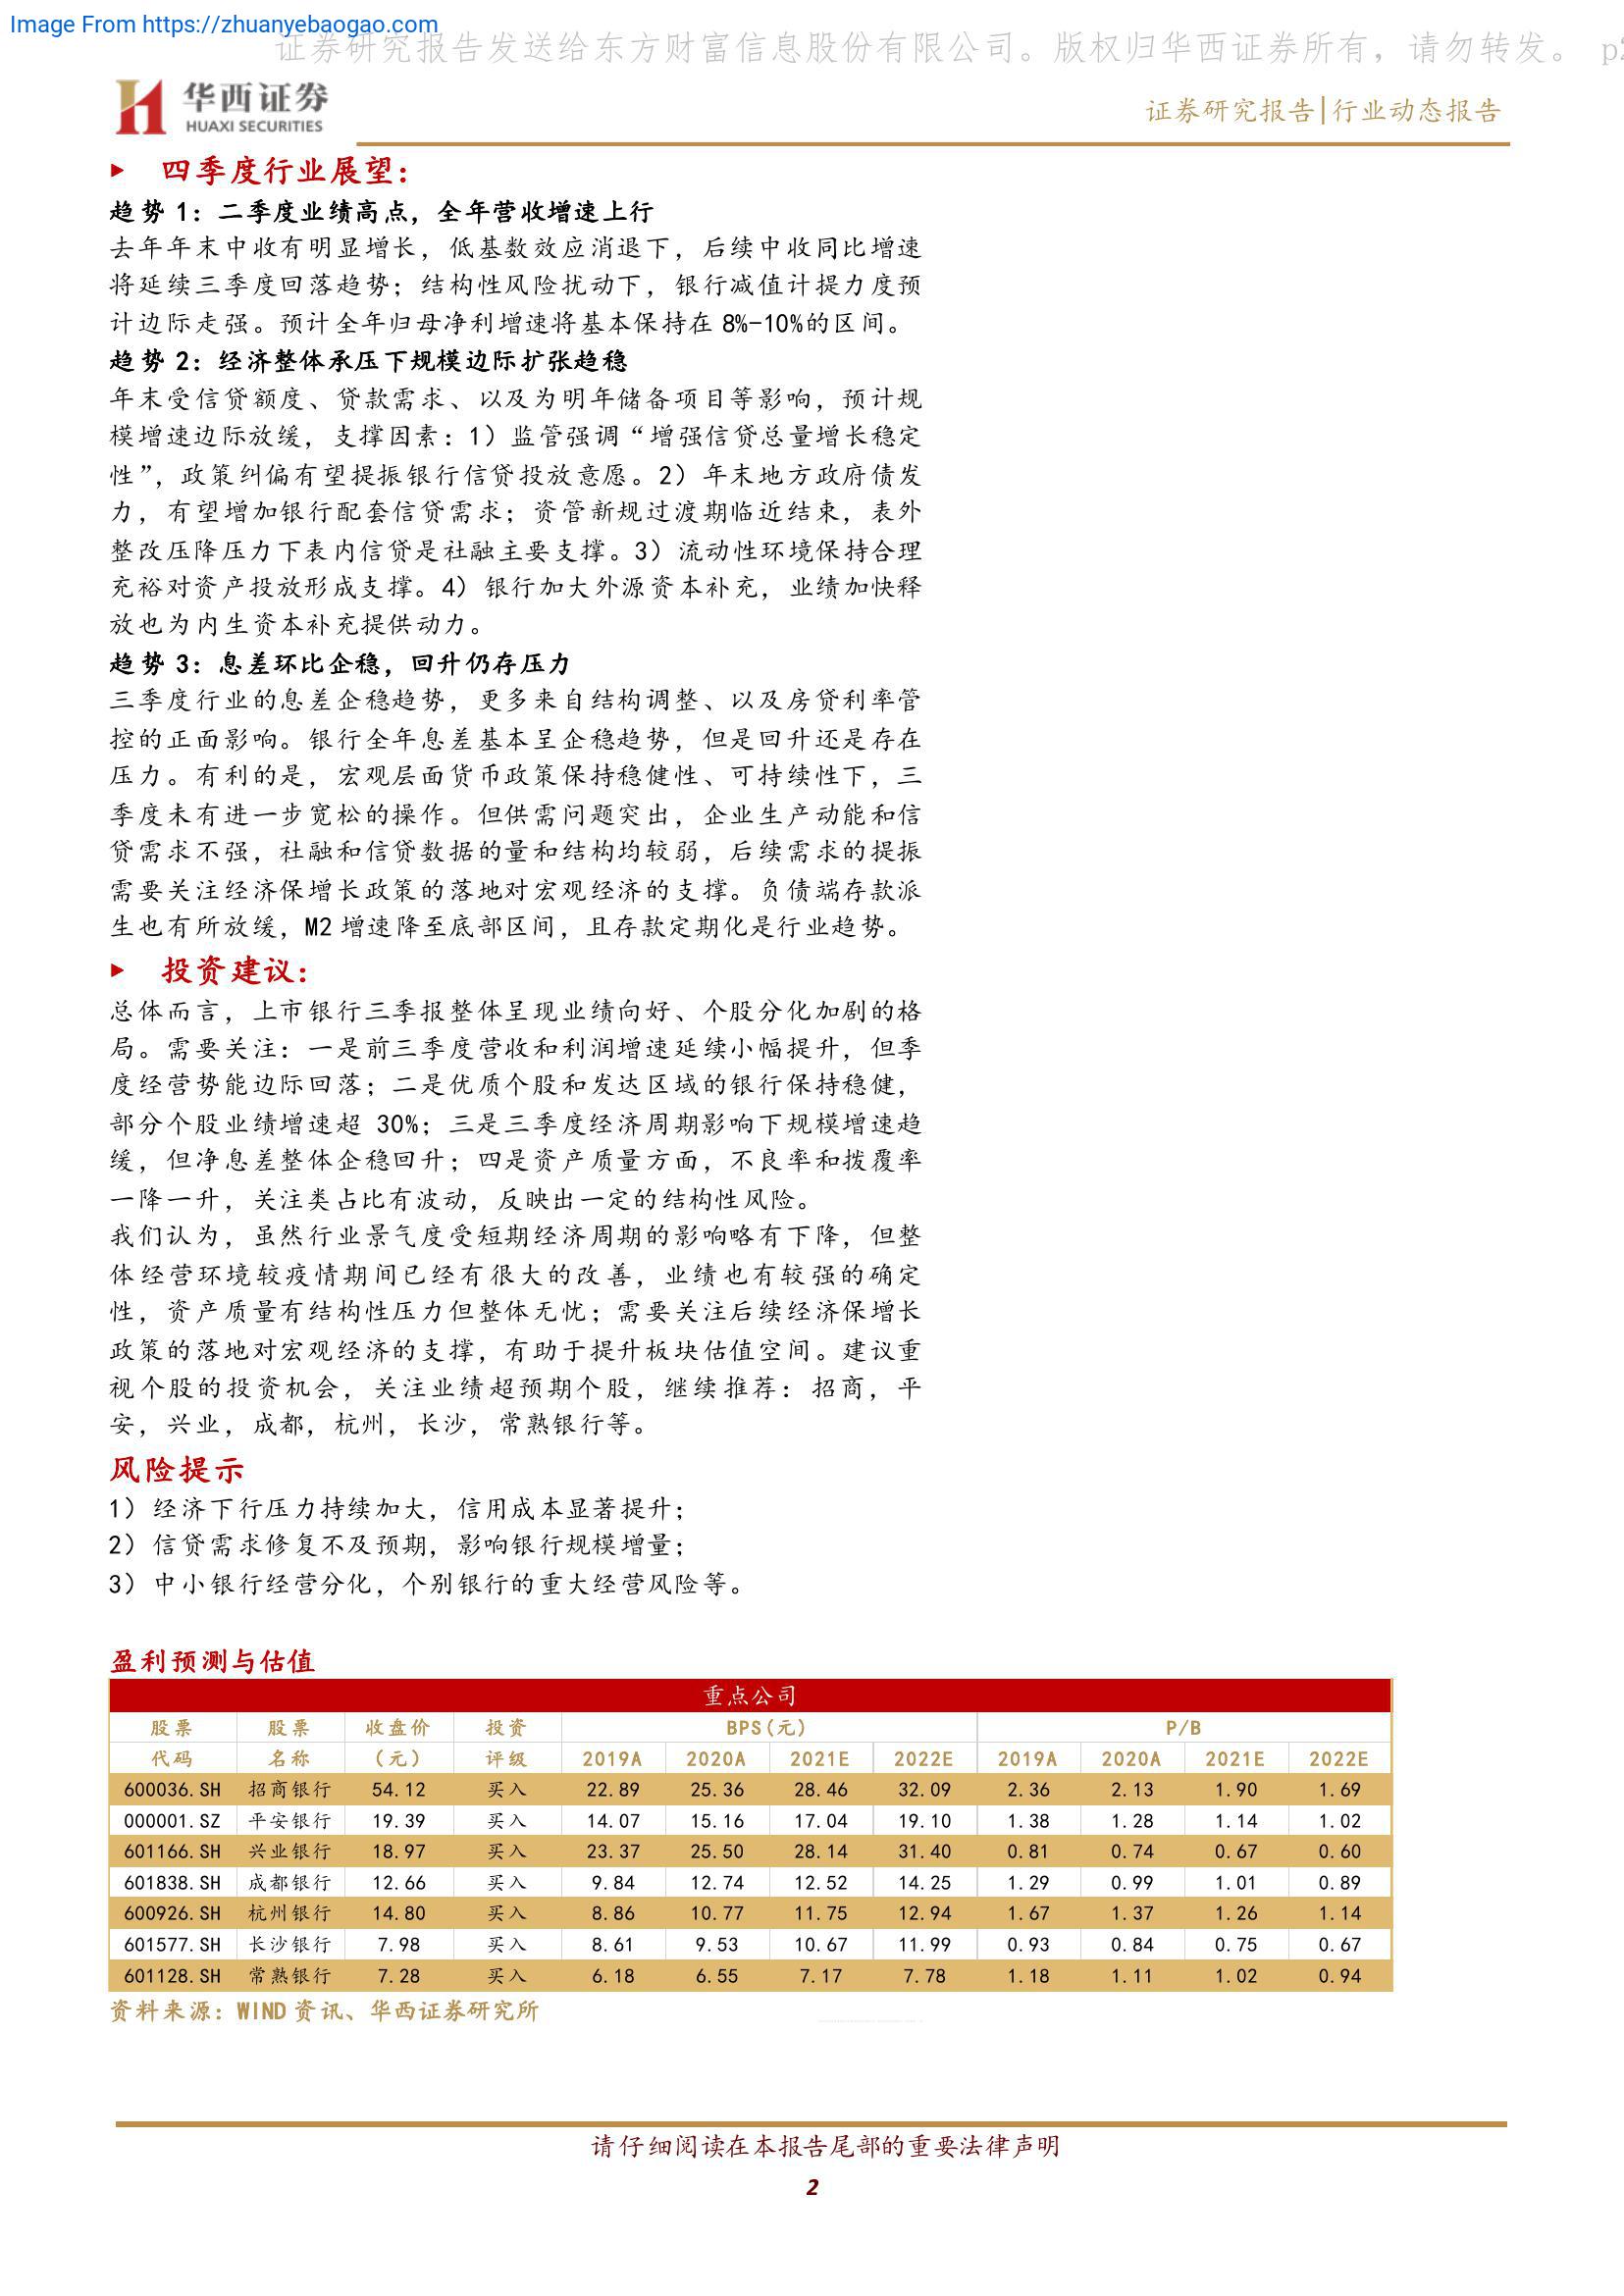 Image From https://zhuanyebaogao.com
证券研究报告发送给东方财富信息股份有限公司。版权归华西证券所有，请勿转发。 p2
华西证券
HUAXI SECURITIES
证券研究报告|行业动态报告
▶ 四季度行业展望：
趋势 1：二季度业绩高点，全年营收增速上行
去年年末中收有明显增长，低基数效应消退下，后续中收同比增速
将延续三季度回落趋势；结构性风险扰动下，银行减值计提力度预
计边际走强。预计全年归母净利增速将基本保持在 8%-10%的区间。
趋势 2：经济整体承压下规模边际扩张趋稳
年末受信贷额度、贷款需求、以及为明年储备项目等影响，预计规
模增速边际放缓，支撑因素：1）监管强调“增强信贷总量增长稳定
性”，政策纠偏有望提振银行信贷投放意愿。2）年末地方政府债发
力，有望增加银行配套信贷需求；资管新规过渡期临近结束，表外
整改压降压力下表内信贷是社融主要支撑。3）流动性环境保持合理
充裕对资产投放形成支撑。4）银行加大外源资本补充，业绩加快释
放也为内生资本补充提供动力。
趋势 3：息差环比企稳，回升仍存压力
三季度行业的息差企稳趋势，更多来自结构调整、以及房贷利率管
控的正面影响。银行全年息差基本呈企稳趋势，但是回升还是存在
压力。有利的是，宏观层面货币政策保持稳健性、可持续性下，三
季度未有进一步宽松的操作。但供需问题突出，企业生产动能和信
贷需求不强，社融和信贷数据的量和结构均较弱，后续需求的提振
需要关注经济保增长政策的落地对宏观经济的支撑。负债端存款派
生也有所放缓，M2 增速降至底部区间，且存款定期化是行业趋势。
▶ 投资建议：
总体而言，上市银行三季报整体呈现业绩向好、个股分化加剧的格
局。需要关注：一是前三季度营收和利润增速延续小幅提升，但季
度经营势能边际回落；二是优质个股和发达区域的银行保持稳健，
部分个股业绩增速超 30%；三是三季度经济周期影响下规模增速趋
缓，但净息差整体企稳回升；四是资产质量方面，不良率和拨覆率
一降一升，关注类占比有波动，反映出一定的结构性风险。
我们认为，虽然行业景气度受短期经济周期的影响略有下降，但整
体经营环境较疫情期间已经有很大的改善，业绩也有较强的确定
性，资产质量有结构性压力但整体无忧；需要关注后续经济保增长
政策的落地对宏观经济的支撑，有助于提升板块估值空间。建议重
视个股的投资机会，关注业绩超预期个股，继续推荐：招商，平
安，兴业，成都，杭州，长沙，常熟银行等。
风险提示
1）经济下行压力持续加大，信用成本显著提升；
2）信贷需求修复不及预期，影响银行规模增量；
3）中小银行经营分化，个别银行的重大经营风险等。
盈利预测与估值
重点公司
股票 股票 收盘价 投资 BPS(元) P/B
代码 名称 （元） 评级 2019A 2020A 2021E 2022E 2019A 2020A 2021E 2022E
600036.SH 招商银行 54.12 买入 22.89 25.36 28.46 32.09 2.36 2.13 1.90 1.69
000001.SZ 平安银行 19.39 买入 14.07 15.16 17.04 19.10 1.38 1.28 1.14 1.02
601166.SH 兴业银行 18.97 买入 23.37 25.50 28.14 31.40 0.81 0.74 0.67 0.60
601838.SH 成都银行 12.66 买入 9.84 12.74 12.52 14.25 1.29 0.99 1.01 0.89
600926.SH 杭州银行 14.80 买入 8.86 10.77 11.75 12.94 1.67 1.37 1.26 1.14
601577.SH 长沙银行 7.98 买入 8.61 9.53 10.67 11.99 0.93 0.84 0.75 0.67
601128.SH 常熟银行 7.28 买入 6.18 6.55 7.17 7.78 1.18 1.11 1.02 0.94
资料来源：WIND 资讯、华西证券研究所
请仔细阅读在本报告尾部的重要法律声明
2